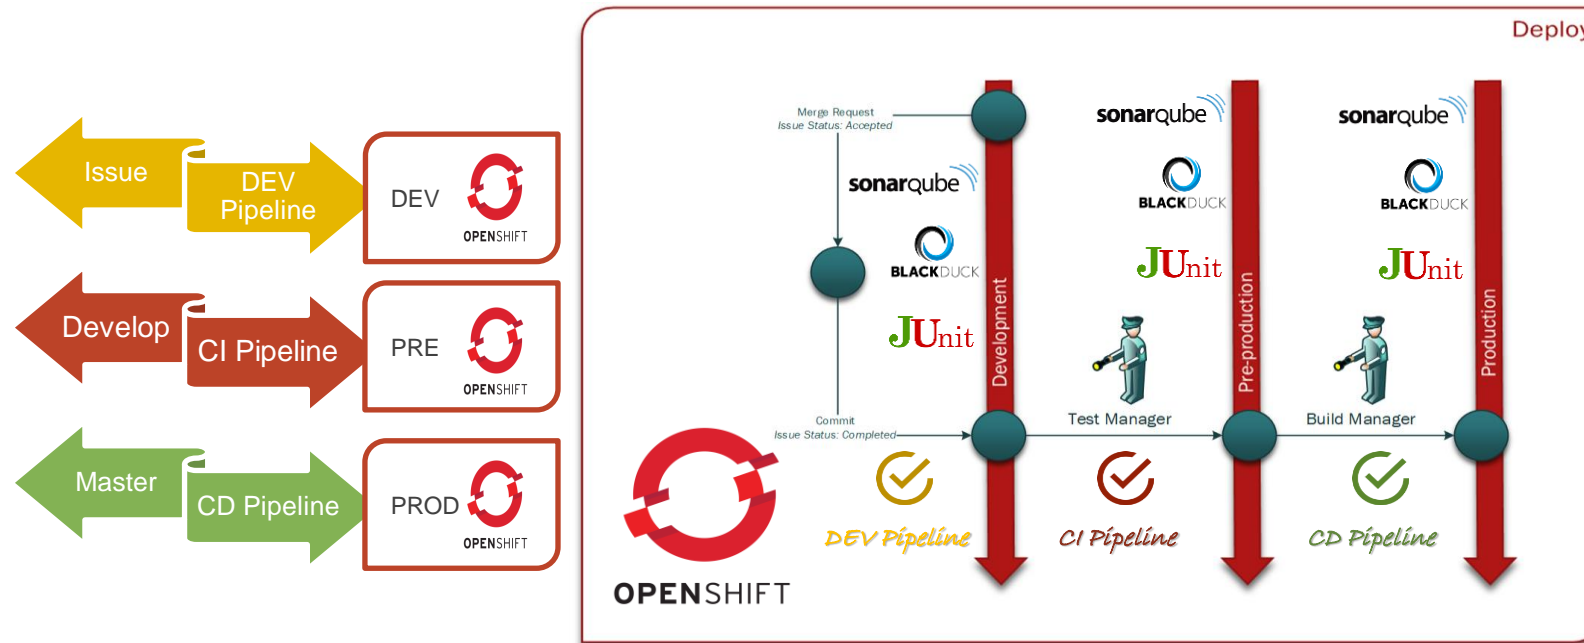 Issue
DEV
Pipeline
DEV
OPENSHIFT
Develop
CI Pipeline
PRE
OPENSHIFT
Master
CD Pipeline
PROD
OPENSHIFT
Deploy
Merge Request
Issue Status: Accepted
sonarqube
BLACKDUCK
JUnit
Commit
Issue Status: Completed
Development
sonarqube
BLACKDUCK
JUnit
Test Manager
Pre-production
sonarqube
BLACKDUCK
JUnit
Build Manager
Production
DEV Pipeline
CI Pipeline
CD Pipeline
OPENSHIFT